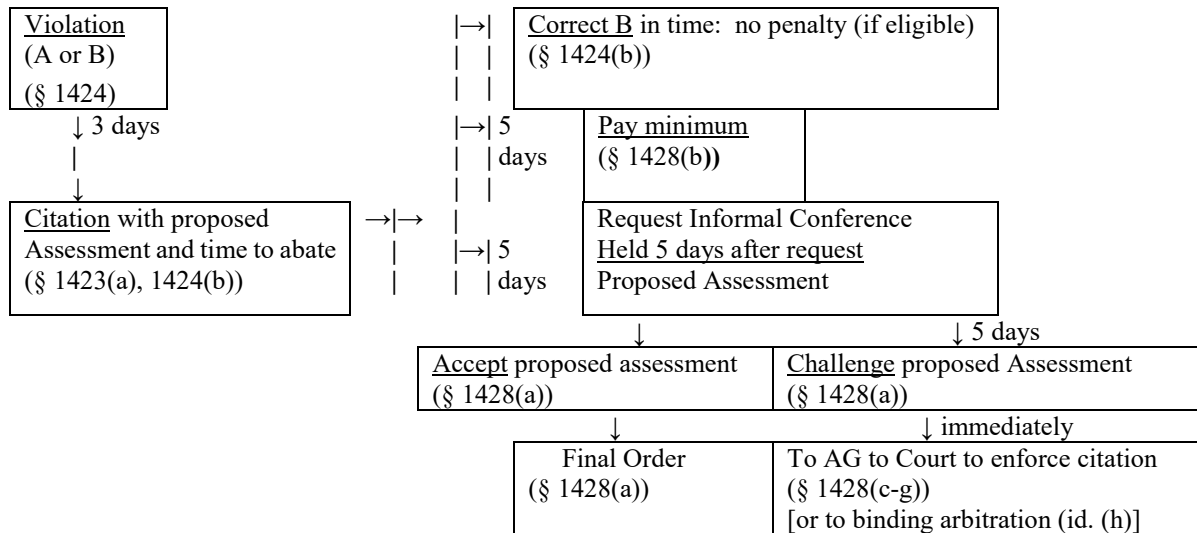 Violation
(A or B)
(§ 1424)
↓ 3 days
|
↓
Citation with proposed
Assessment and time to abate
(§ 1423(a), 1424(b))
|→| Correct B in time: no penalty (if eligible)
(§ 1424(b))
|→| 5
days
Pay minimum
(§ 1428(b))
→|→
|→| 5
days
Request Informal Conference
Held 5 days after request
Proposed Assessment
↓ ↓ 5 days
Accept proposed assessment
(§ 1428(a))
Challenge proposed Assessment
(§ 1428(a))
↓ ↓ immediately
Final Order
(§ 1428(a))
To AG to Court to enforce citation
(§ 1428(c-g))
[or to binding arbitration (id. (h)]